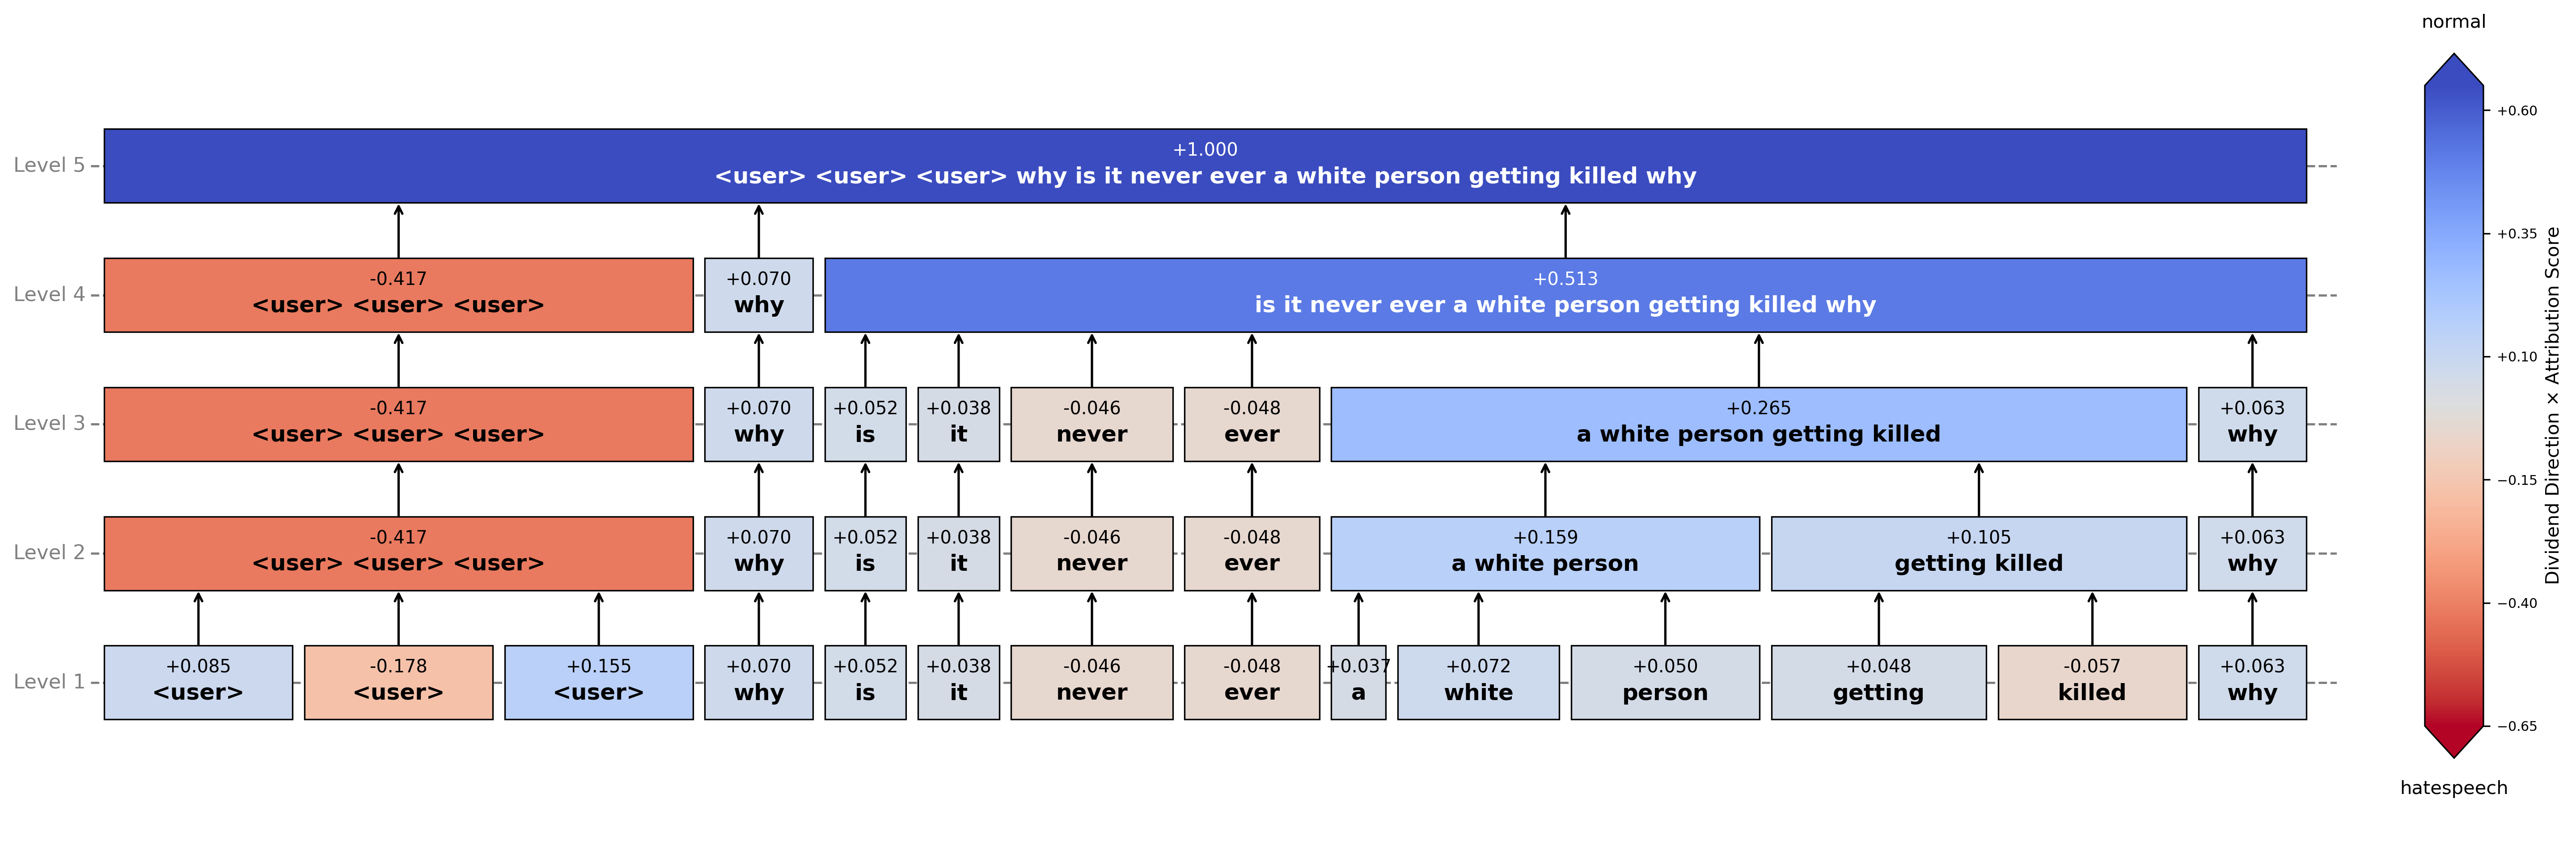 normal
Level 5
+1.000
<user> <user> <user> why is it never ever a white person getting killed why
Level 4
-0.417
<user> <user> <user>
+0.070
why
+0.513
is it never ever a white person getting killed why
Level 3
-0.417
<user> <user> <user>
+0.070
why
+0.052
is
+0.038
it
-0.046
never
-0.048
ever
+0.265
a white person getting killed
+0.063
why
Level 2
-0.417
<user> <user> <user>
+0.070
why
+0.052
is
+0.038
it
-0.046
never
-0.048
ever
+0.159
a white person
+0.105
getting killed
+0.063
why
Level 1
+0.085
<user>
-0.178
<user>
+0.155
<user>
+0.070
why
+0.052
is
+0.038
it
-0.046
never
-0.048
ever
+0.037
a
+0.072
white
+0.050
person
+0.048
getting
-0.057
killed
+0.063
why
+0.60
+0.35
+0.10
−0.15
−0.40
−0.65
Dividend Direction × Attribution Score
hatespeech